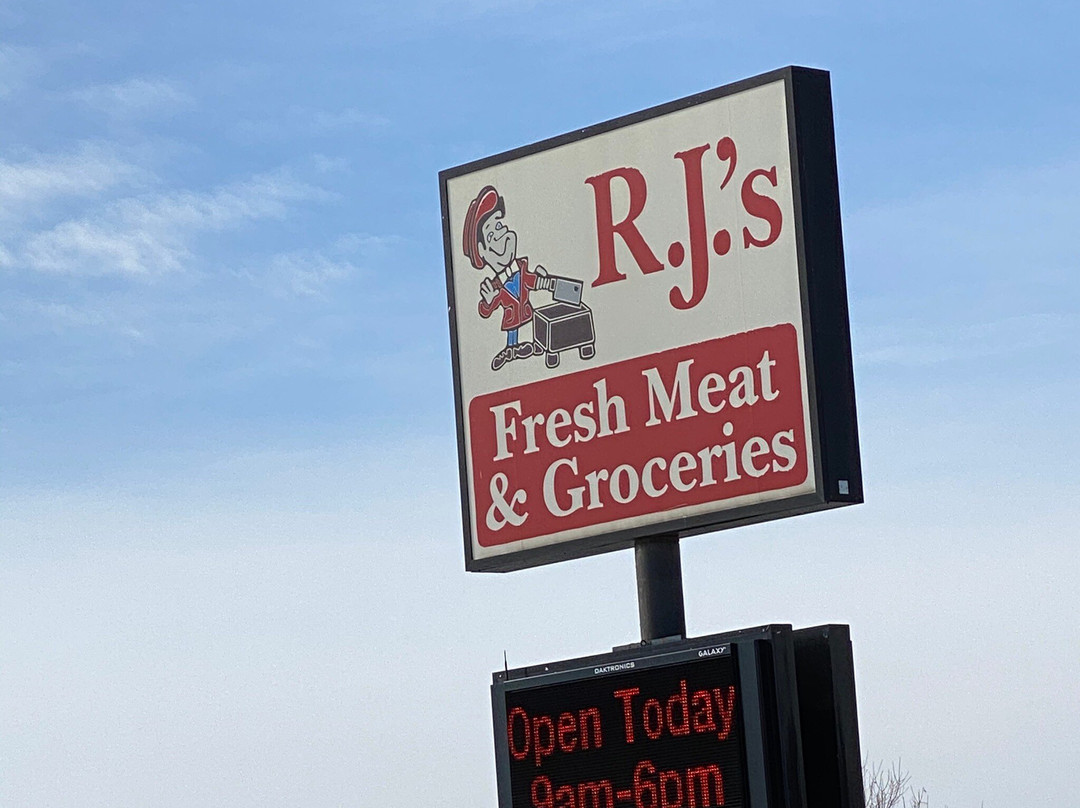 R.J.'s
Fresh Meat
& Groceries
DAKTRONICS GALAXY
Open Today
9am-6pm